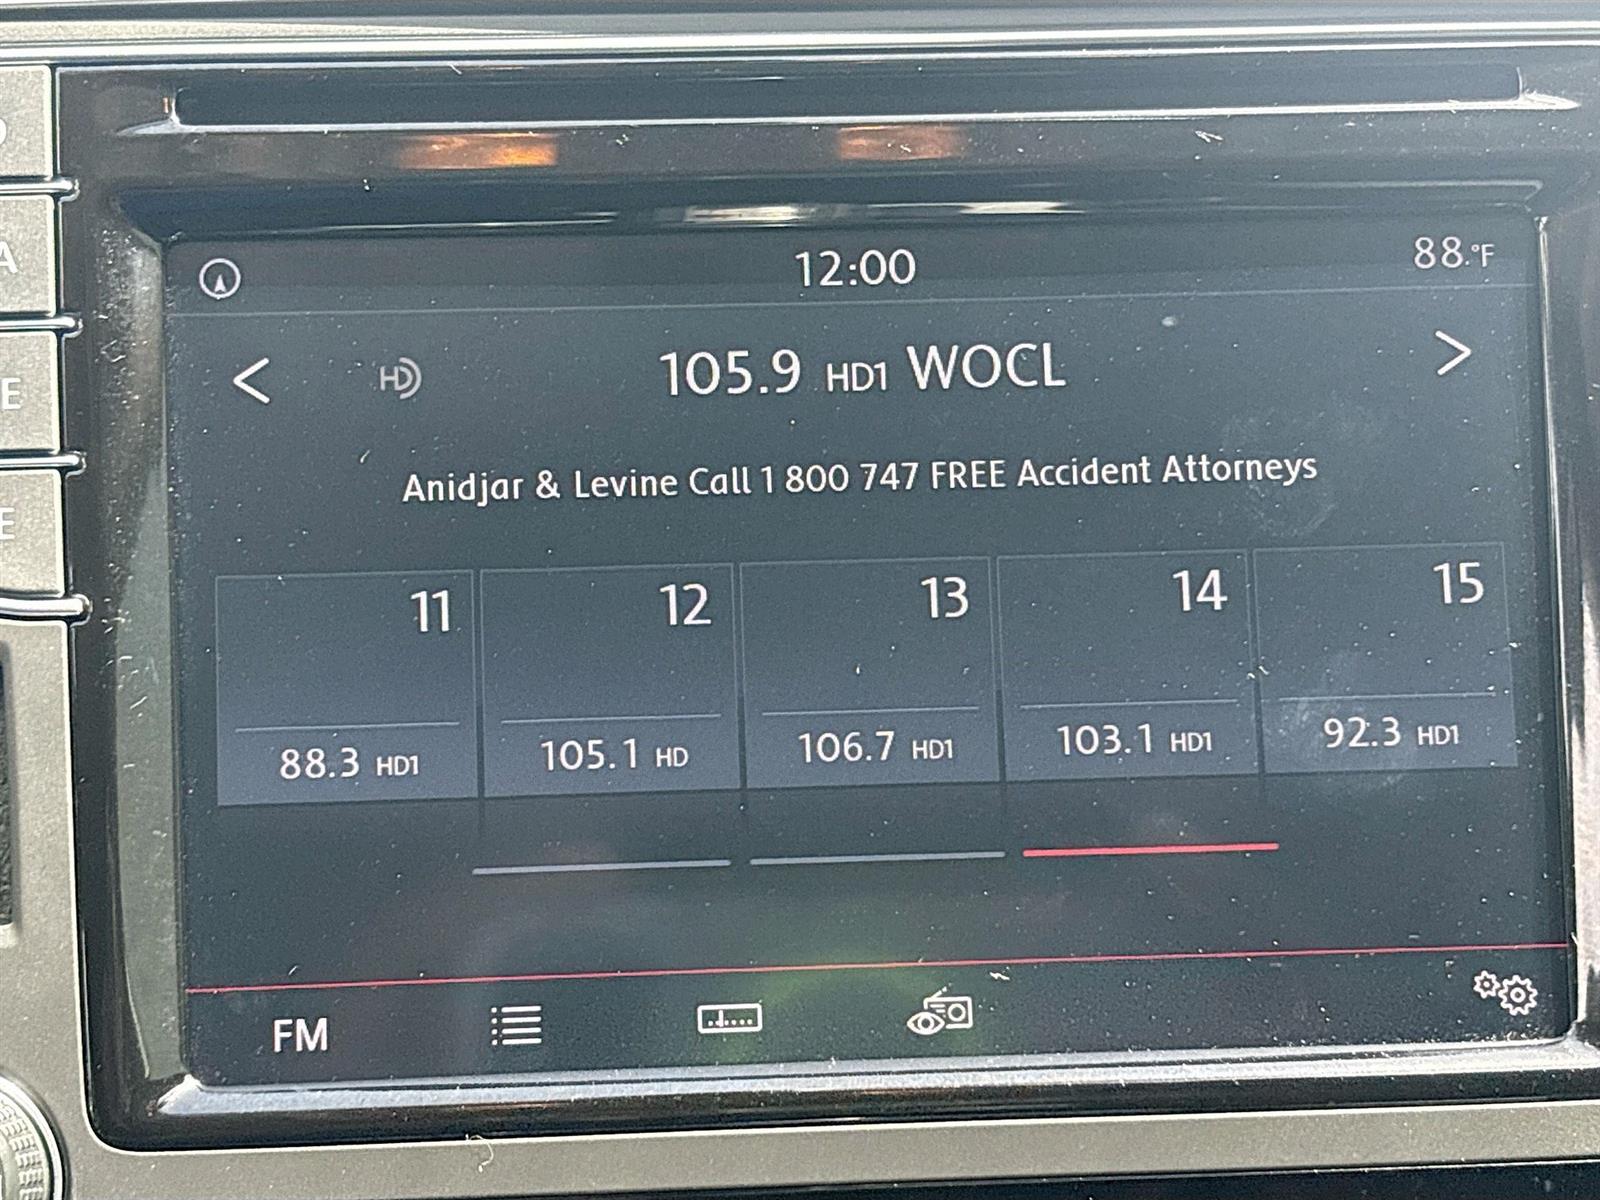 12:00
88.°F
< HD 105.9 HD1 WOCL >
Anidjar & Levine Call 1 800 747 FREE Accident Attorneys
11 12 13 14 15
88.3 HD1 105.1 HD 106.7 HD1 103.1 HD1 92.3 HD1
FM
A
E
E